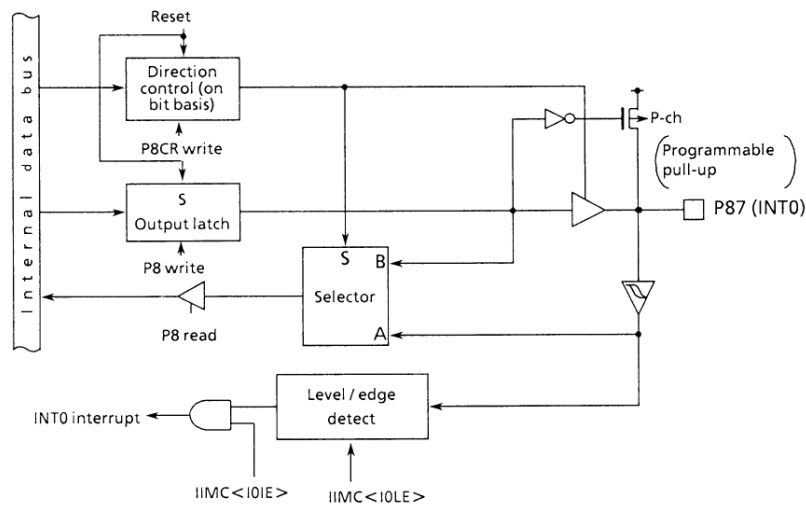 Reset
Internal data bus
Direction
control (on
bit basis)
P-ch
P8CR write
(Programmable
pull-up)
S
Output latch
P87 (INT0)
P8 write
S
B
Selector
A
P8 read
Level / edge
detect
INT0 interrupt
IIMC<I0IE>
IIMC<I0LE>